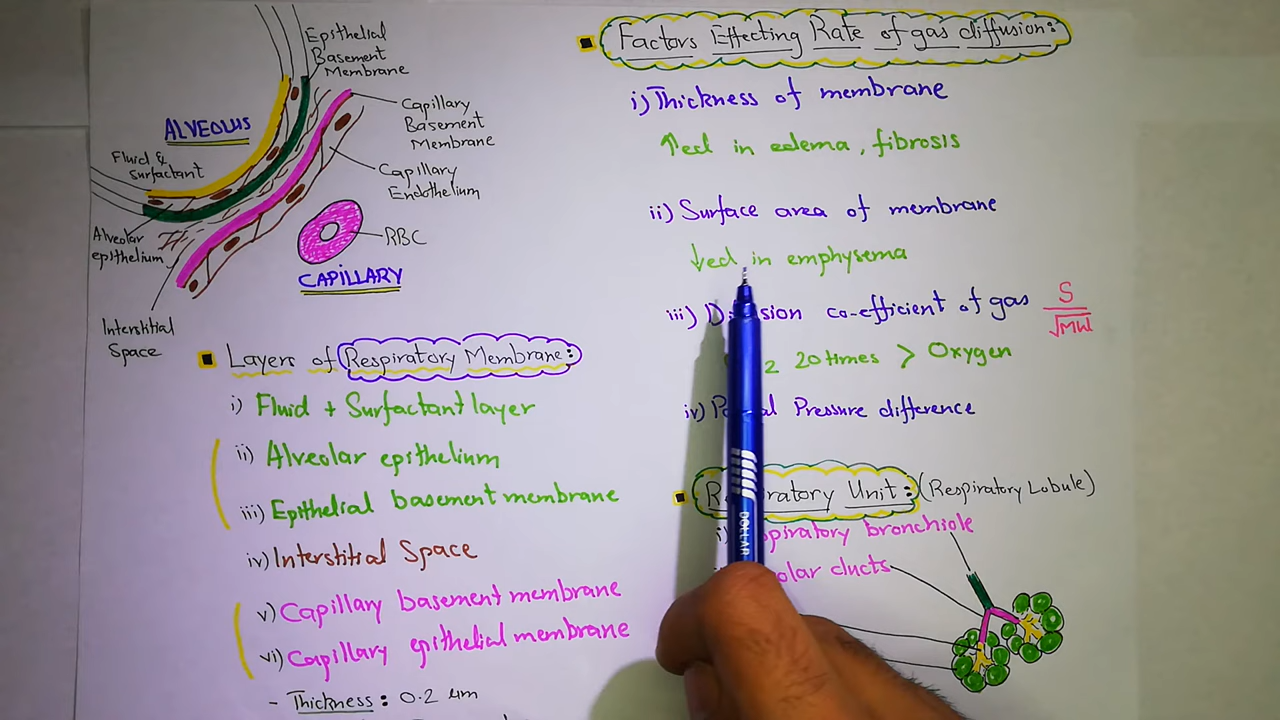 Epithelial
Basement
Membrane
ALVEOLUS
Fluid &
Surfactant
Capillary
Basement
Membrane
Capillary
Endothelium
RBC
CAPILLARY
Alveolar
epithelium
Interstitial
Space
Layers of Respiratory Membrane:
i) Fluid + Surfactant layer
ii) Alveolar epithelium
iii) Epithelial basement membrane
iv) Interstitial Space
v) Capillary basement membrane
vi) Capillary epithelial membrane
- Thickness: 0.2 µm
Factors Effecting Rate of gas diffusion:
i) Thickness of membrane
↑ed in edema, fibrosis
ii) Surface area of membrane
↓ed in emphysema
iii) sion co-efficient of gas S/√MW
2 20 times > Oxygen
iv) Pressure difference
Unit: (Respiratory Lobule)
bronchiole
ducts
DOLLAR